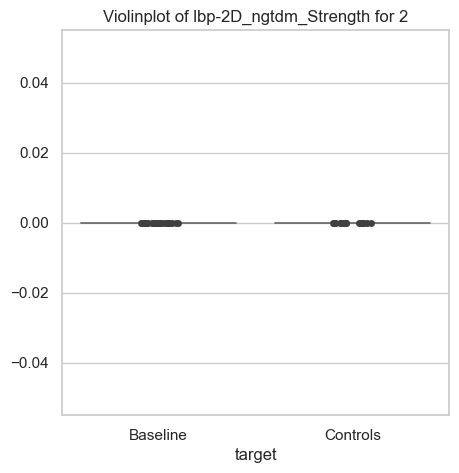 Violinplot of lbp-2D_ngtdm_Strength for 2
0.04
0.02
0.00
−0.02
−0.04
Baseline
Controls
target